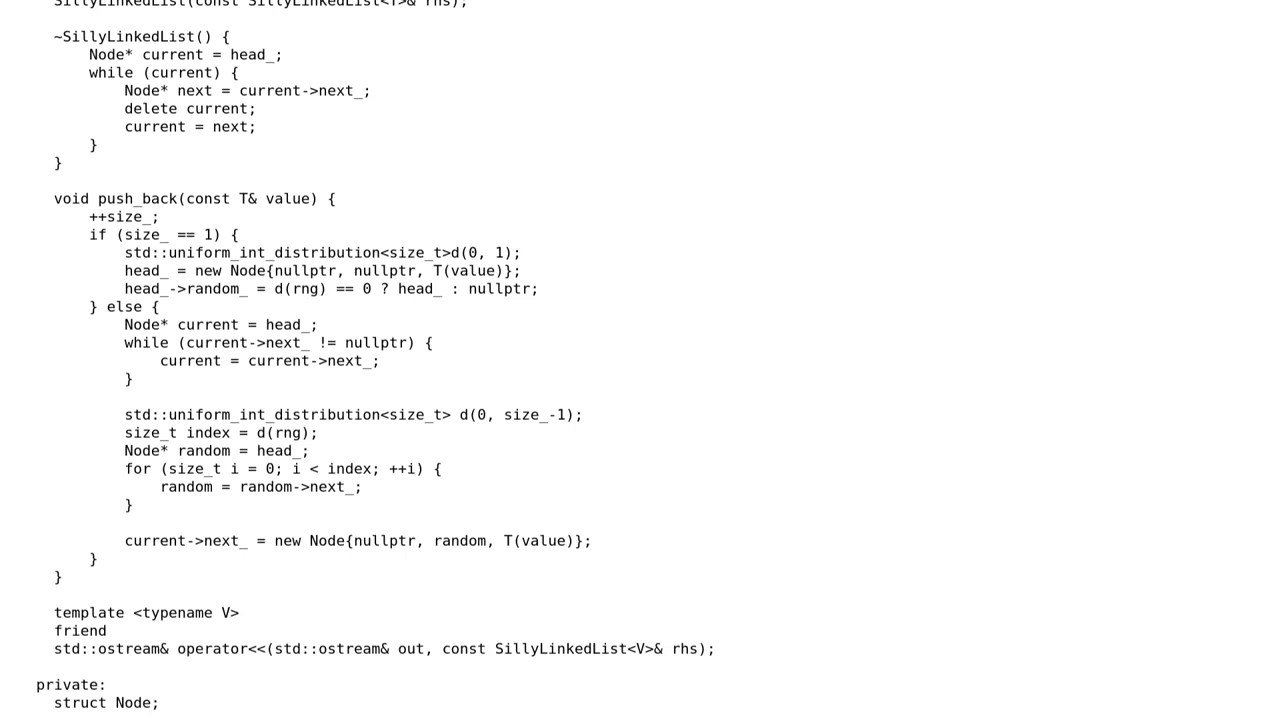 SillyLinkedList(const SillyLinkedList<T>& rhs);
~SillyLinkedList() {
Node* current = head_;
while (current) {
Node* next = current->next_;
delete current;
current = next;
}
}
void push_back(const T& value) {
++size_;
if (size_ == 1) {
std::uniform_int_distribution<size_t>d(0, 1);
head_ = new Node{nullptr, nullptr, T(value)};
head_->random_ = d(rng) == 0 ? head_ : nullptr;
} else {
Node* current = head_;
while (current->next_ != nullptr) {
current = current->next_;
}
std::uniform_int_distribution<size_t> d(0, size_-1);
size_t index = d(rng);
Node* random = head_;
for (size_t i = 0; i < index; ++i) {
random = random->next_;
}
current->next_ = new Node{nullptr, random, T(value)};
}
}
template <typename V>
friend
std::ostream& operator<<(std::ostream& out, const SillyLinkedList<V>& rhs);
private:
struct Node;